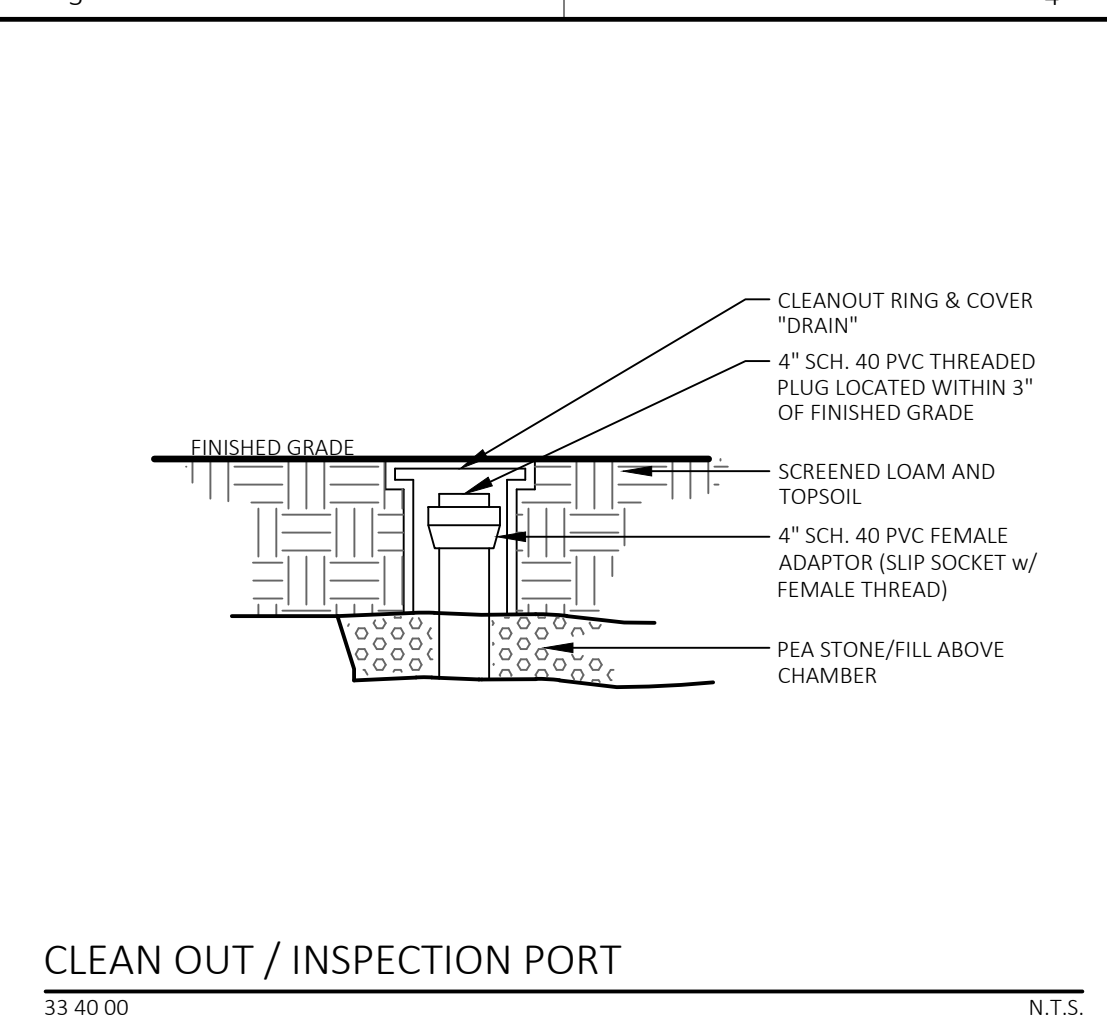 CLEANOUT RING & COVER
"DRAIN"
4" SCH. 40 PVC THREADED
PLUG LOCATED WITHIN 3"
OF FINISHED GRADE
FINISHED GRADE
SCREENED LOAM AND
TOPSOIL
4" SCH. 40 PVC FEMALE
ADAPTOR (SLIP SOCKET w/
FEMALE THREAD)
PEA STONE/FILL ABOVE
CHAMBER
CLEAN OUT / INSPECTION PORT
33 40 00
N.T.S.